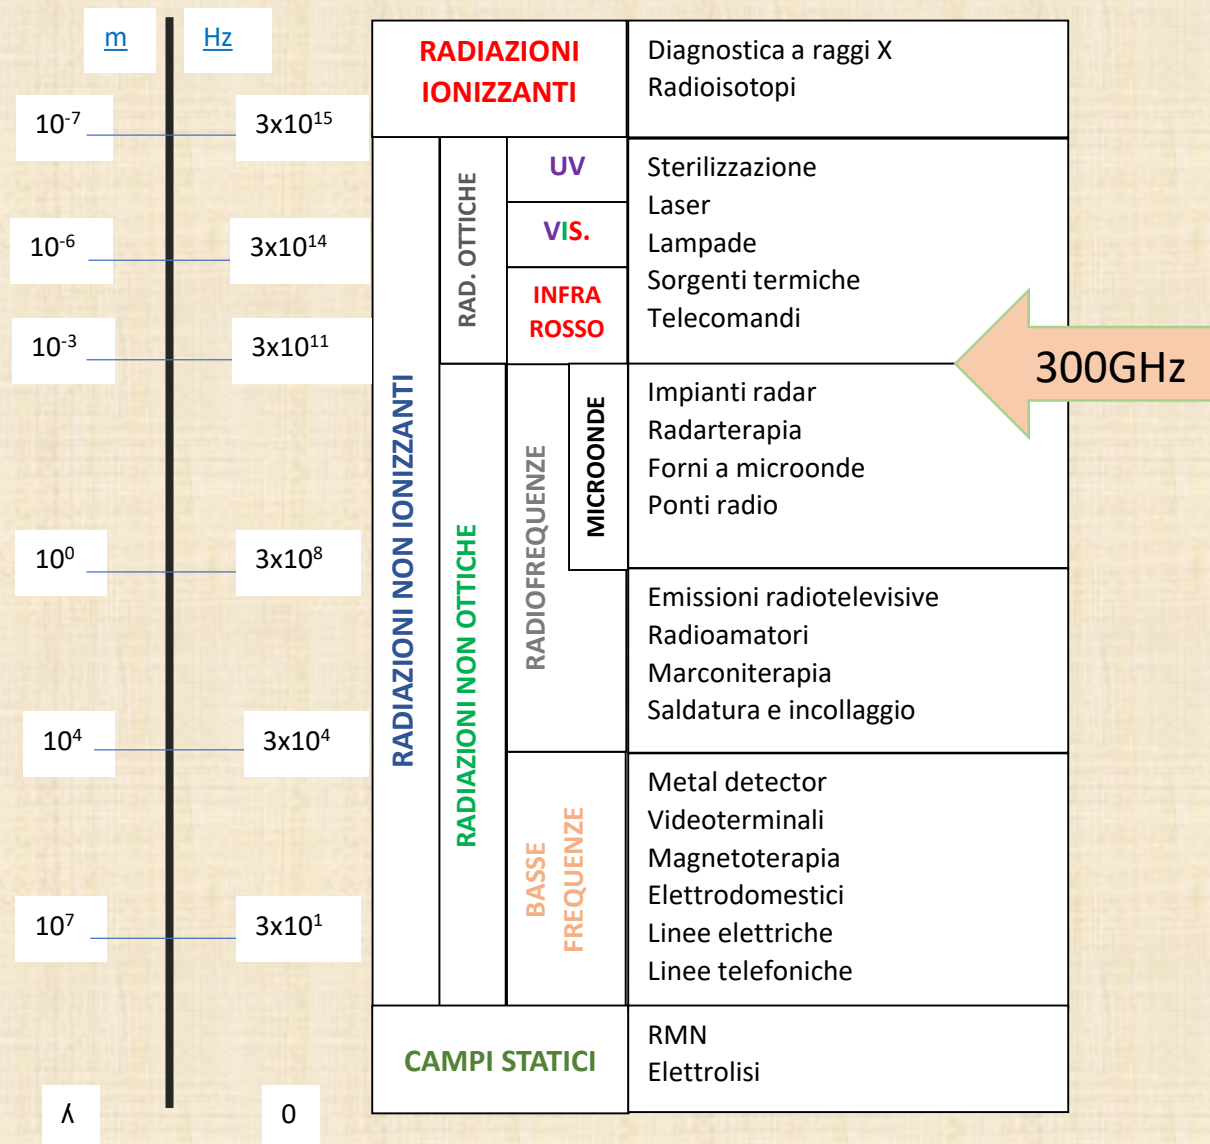 m
Hz
10⁻⁷
3x10¹⁵
10⁻⁶
3x10¹⁴
10⁻³
3x10¹¹
10⁰
3x10⁸
10⁴
3x10⁴
10⁷
3x10¹
ʎ
0
RADIAZIONI
IONIZZANTI
Diagnostica a raggi X
Radioisotopi
RADIAZIONI NON IONIZZANTI
RAD. OTTICHE
UV
VIS.
INFRA
ROSSO
Sterilizzazione
Laser
Lampade
Sorgenti termiche
Telecomandi
300GHz
RADIAZIONI NON OTTICHE
RADIOFREQUENZE
MICROONDE
Impianti radar
Radarterapia
Forni a microonde
Ponti radio
Emissioni radiotelevisive
Radioamatori
Marconiterapia
Saldatura e incollaggio
BASSE
FREQUENZE
Metal detector
Videoterminali
Magnetoterapia
Elettrodomestici
Linee elettriche
Linee telefoniche
CAMPI STATICI
RMN
Elettrolisi